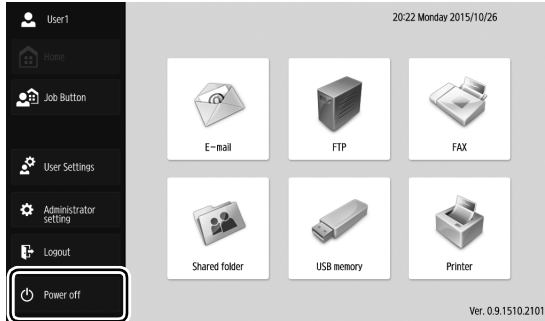 User1
20:22 Monday 2015/10/26
Home
Job Button
User Settings
Administrator
setting
Logout
Power off
E-mail
FTP
FAX
Shared folder
USB memory
Printer
Ver. 0.9.1510.2101